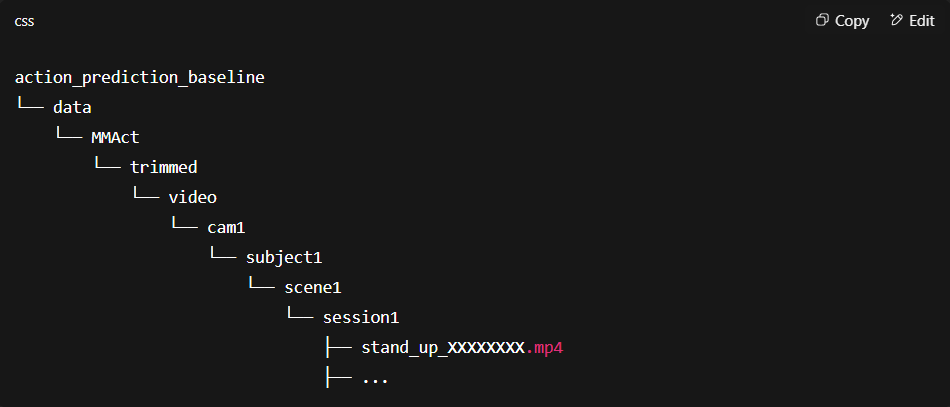 css
Copy Edit
action_prediction_baseline
└── data
    └── MMAct
        └── trimmed
            └── video
                └── cam1
                    └── subject1
                        └── scene1
                            └── session1
                                ├── stand_up_XXXXXXXX.mp4
                                ├── ...